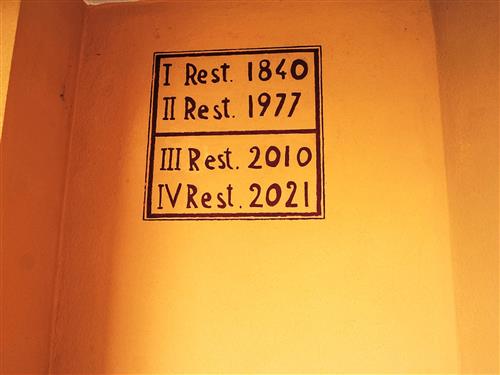 I Rest. 1840
II Rest. 1977
III Rest. 2010
IV Rest. 2021